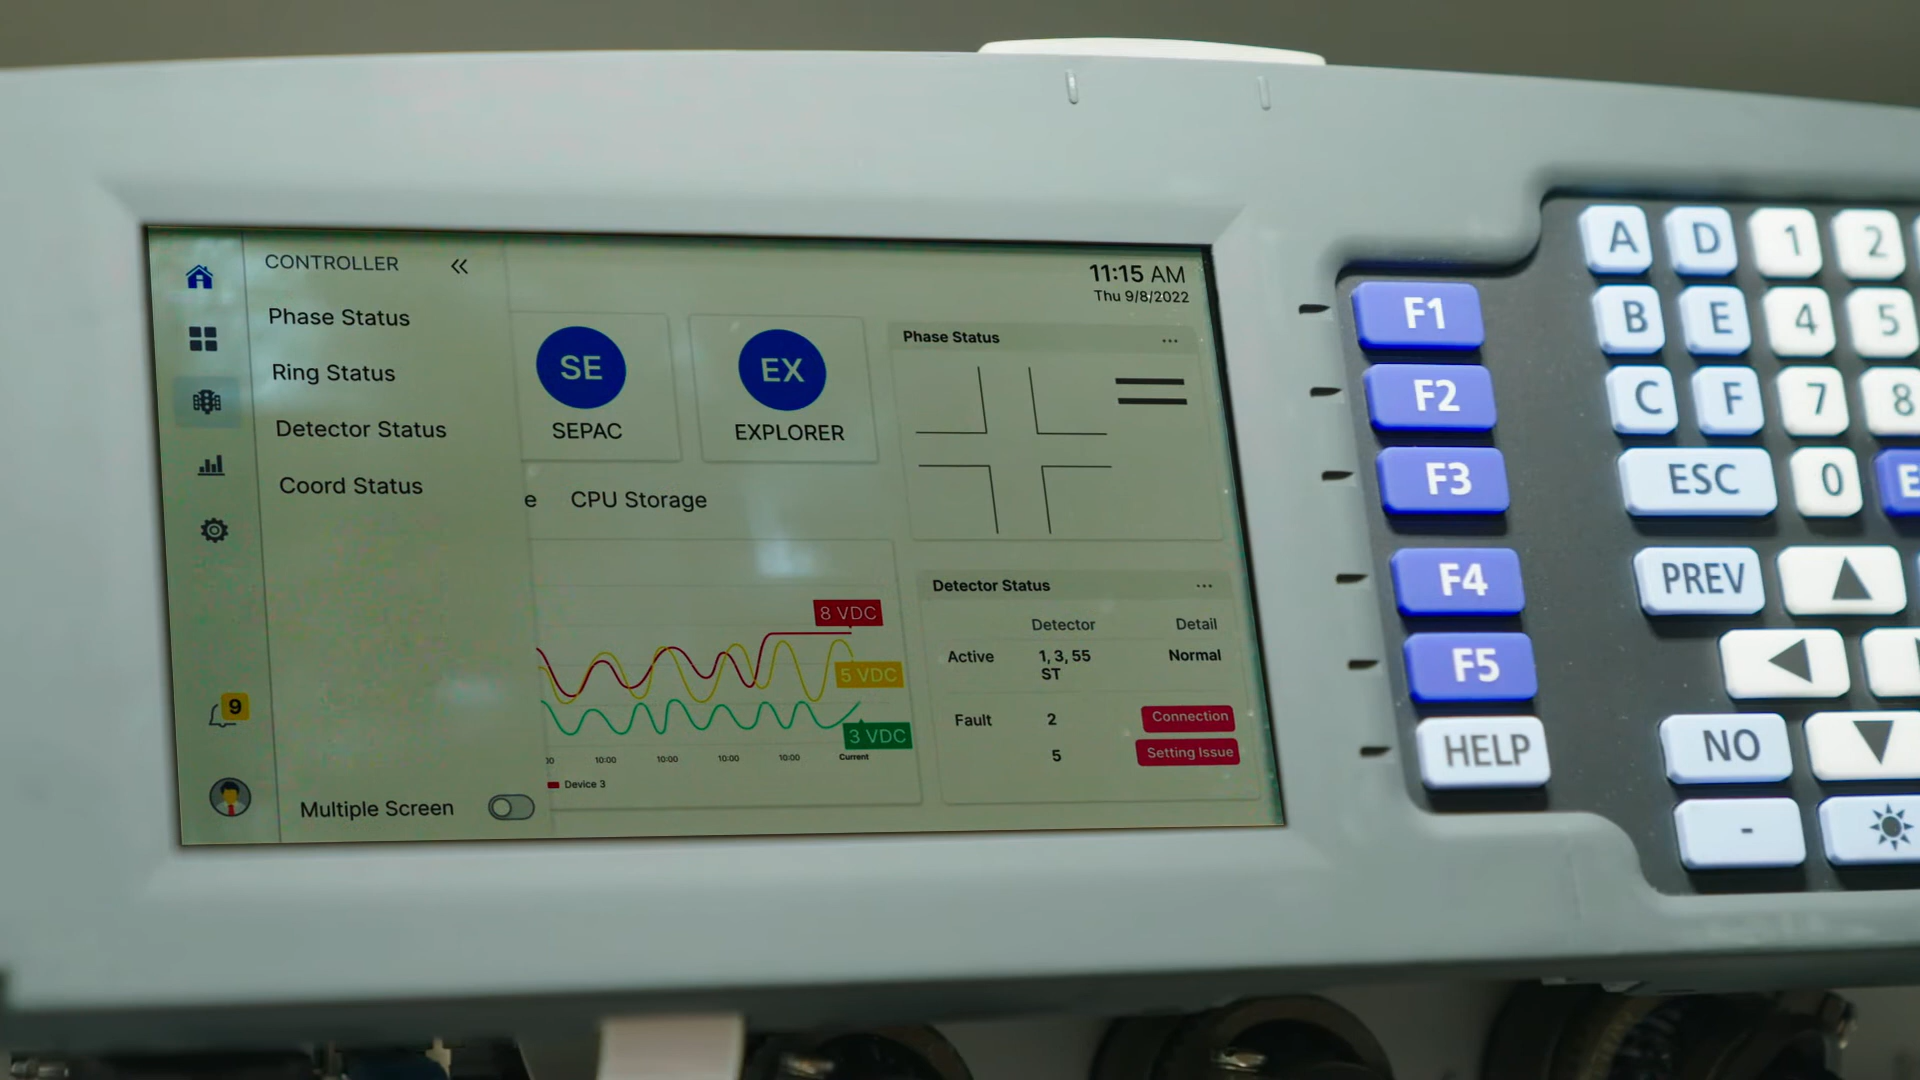 CONTROLLER
Phase Status
Ring Status
Detector Status
Coord Status
9
Multiple Screen
11:15 AM
Thu 9/8/2022
SE
SEPAC
EX
EXPLORER
e CPU Storage
8 VDC
5 VDC
3 VDC
00 10:00 10:00 10:00 10:00 Current
Device 3
Phase Status
Detector Status
Detector Detail
Active 1, 3, 55 Normal
ST
Fault 2 Connection
5 Setting Issue
F1
F2
F3
F4
F5
HELP
A D 1 2
B E 4 5
C F 7 8
ESC 0 E
PREV
NO
-